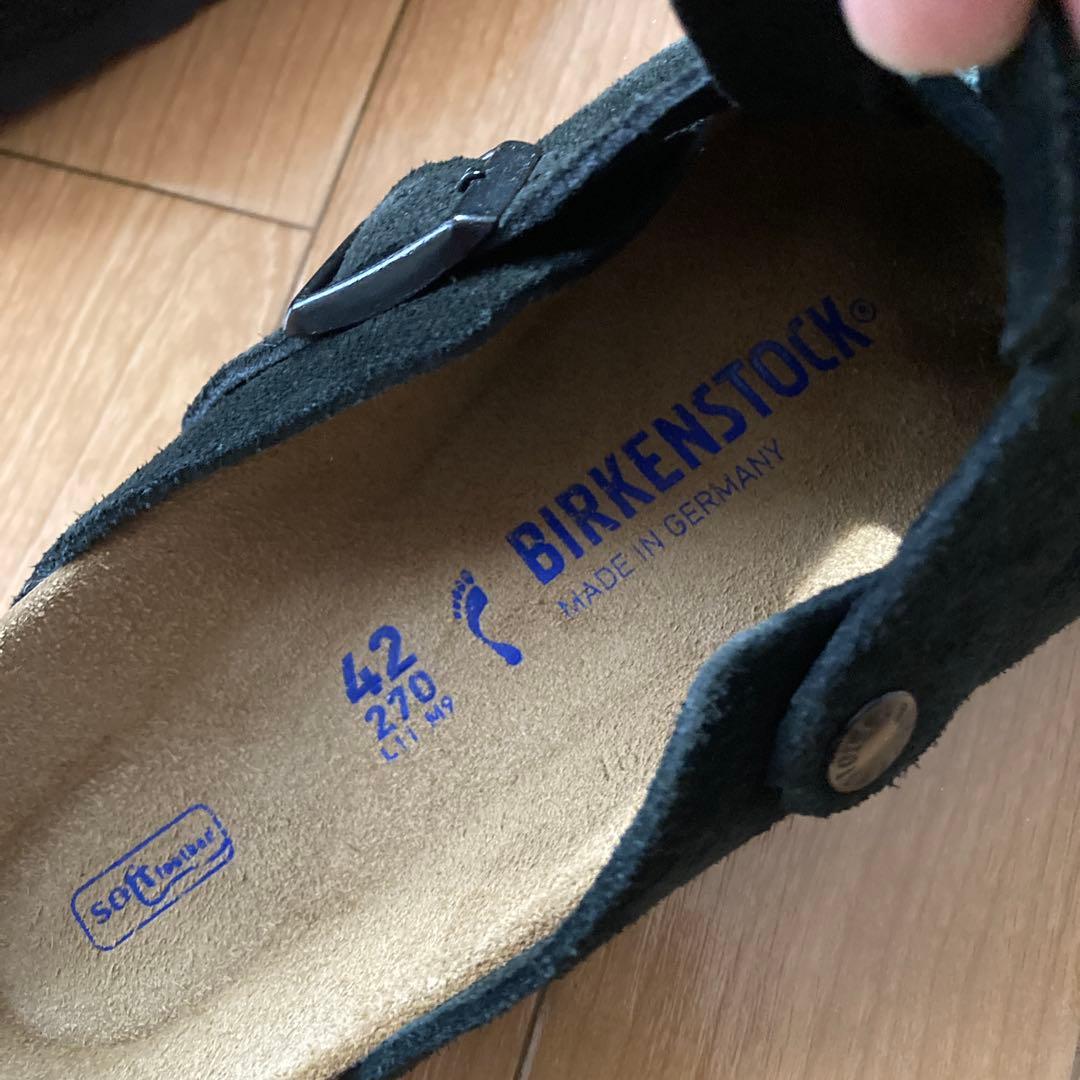 BIRKENSTOCK®
MADE IN GERMANY
42
270
L11 M9
soft footbed